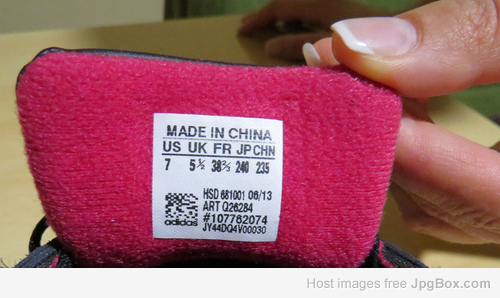 MADE IN CHINA
US UK FR JP CHN
7 5½ 38⅔ 240 235
HSD 681001 06/13
ART Q26284
#107762074
adidas JY44DQ4V00030
Host images free JpgBox.com